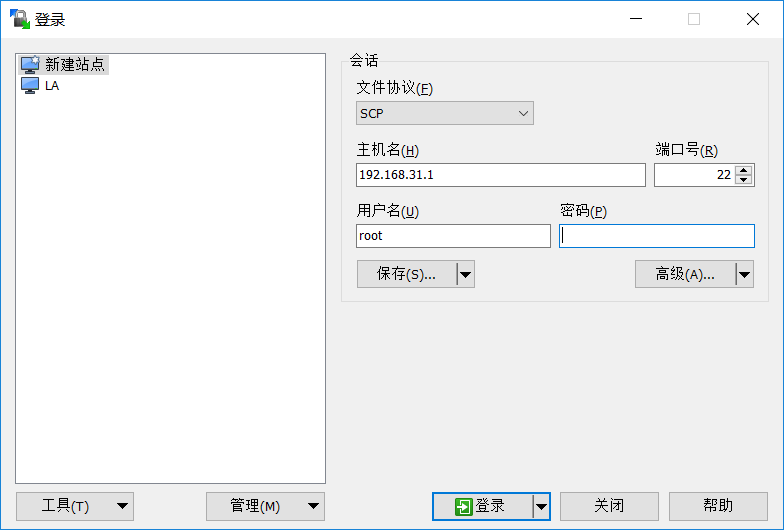 登录
新建站点
LA
会话
文件协议(F)
SCP
主机名(H) 端口号(R)
192.168.31.1 22
用户名(U) 密码(P)
root
保存(S)... 高级(A)...
工具(T) 管理(M) 登录 关闭 帮助